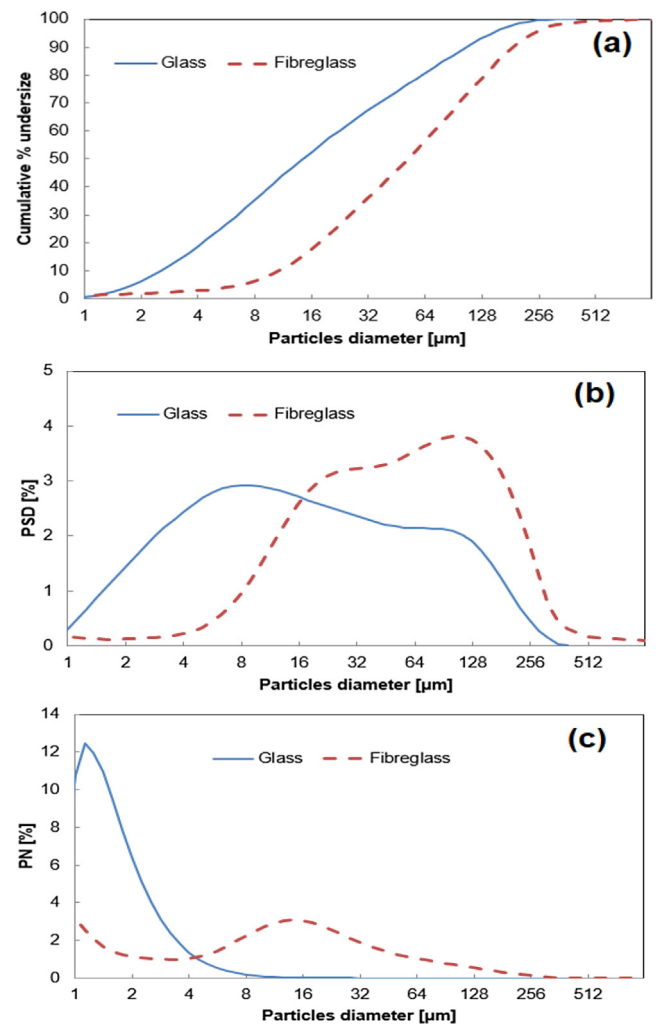 (a)
Glass Fibreglass
Cumulative % undersize
100
90
80
70
60
50
40
30
20
10
0
1 2 4 8 16 32 64 128 256 512
Particles diameter [µm]
(b)
Glass Fibreglass
PSD [%]
5
4
3
2
1
0
1 2 4 8 16 32 64 128 256 512
Particles diameter [µm]
(c)
Glass Fibreglass
PN [%]
14
12
10
8
6
4
2
0
1 2 4 8 16 32 64 128 256 512
Particles diameter [µm]